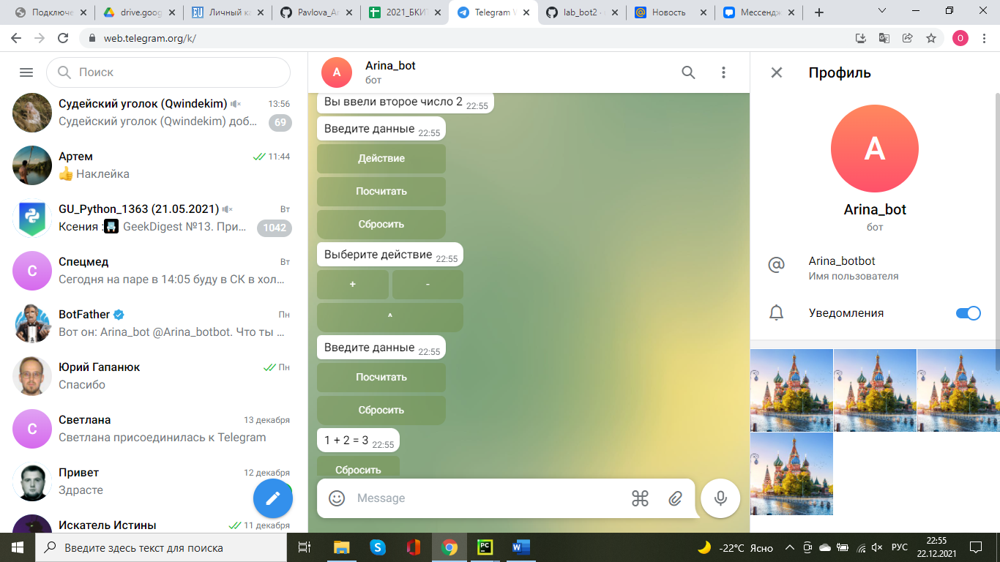 Подключе
drive.goog
EU Личный ка
Pavlova_Ar
2021_БКИТ
Telegram W
lab_bot2 ·
Новость
Мессендж
web.telegram.org/k/
О
Поиск
Судейский уголок (Qwindekim) 13:56
Судейский уголок (Qwindekim) доб... 69
Артем 11:44
👍 Наклейка
GU_Python_1363 (21.05.2021) Вт
Ксения : GeekDigest №13. При... 1042
С
Спецмед Вт
Сегодня на паре в 14:05 буду в СК в хол...
BotFather Пн
Вот он: Arina_bot @Arina_botbot. Что ты ...
Юрий Гапанюк Пн
Спасибо
С
Светлана 13 декабря
Светлана присоединилась к Telegram
Привет 12 декабря
Здрасте
Искатель Истины 11 декабря
A
Arina_bot
бот
Вы ввели второе число 2 22:55
Введите данные 22:55
Действие
Посчитать
Сбросить
Выберите действие 22:55
+ -
^
Введите данные 22:55
Посчитать
Сбросить
1 + 2 = 3 22:55
Сбросить
Message
Профиль
A
Arina_bot
бот
Arina_botbot
Имя пользователя
Уведомления
Введите здесь текст для поиска
PC
W
-22°C Ясно
РУС
22:55
22.12.2021